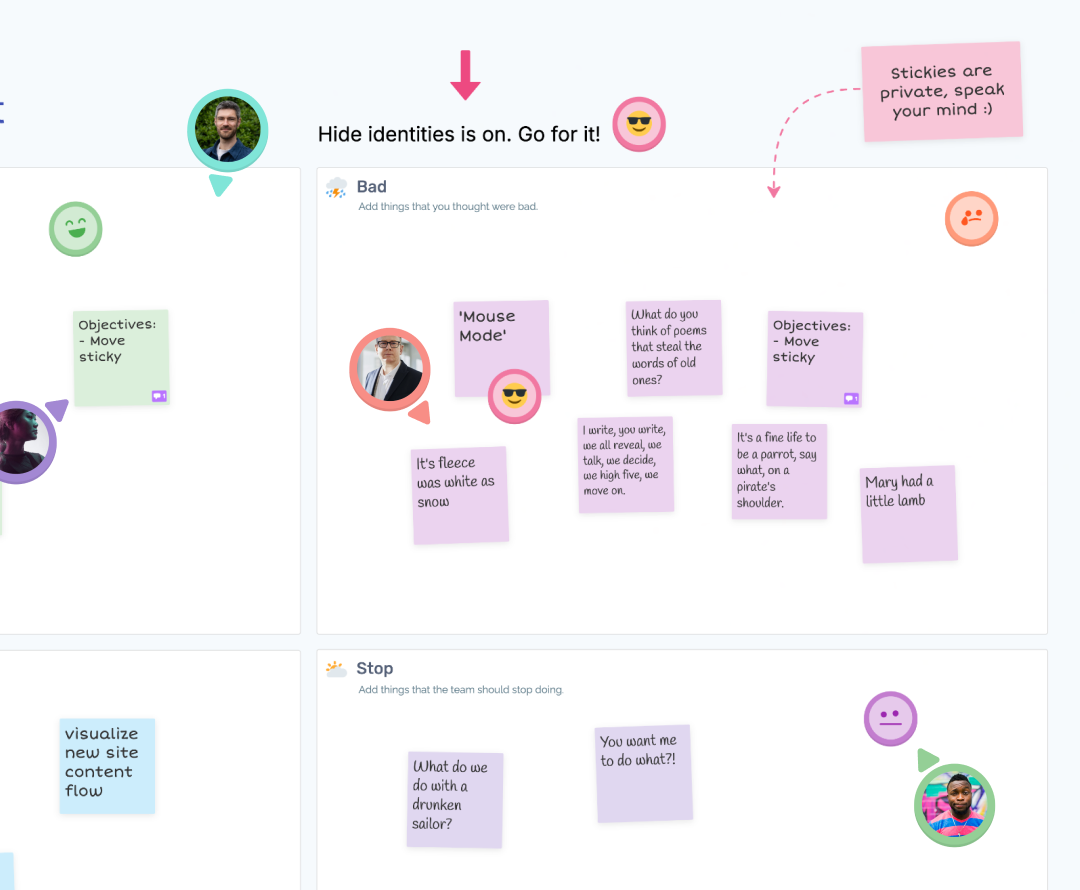 Stickies are
private, speak
your mind :)
Hide identities is on. Go for it!
Bad
Add things that you thought were bad.
Objectives:
- Move
sticky
1
'Mouse
Mode'
What do you
think of poems
that steal the
words of old
ones?
Objectives:
- Move
sticky
1
It's fleece
was white as
snow
I write, you write,
we all reveal, we
talk, we decide,
we high five, we
move on.
It's a fine life to
be a parrot, say
what, on a
pirate's
shoulder.
Mary had a
little lamb
Stop
Add things that the team should stop doing.
visualize
new site
content
flow
What do we
do with a
drunken
sailor?
You want me
to do what?!